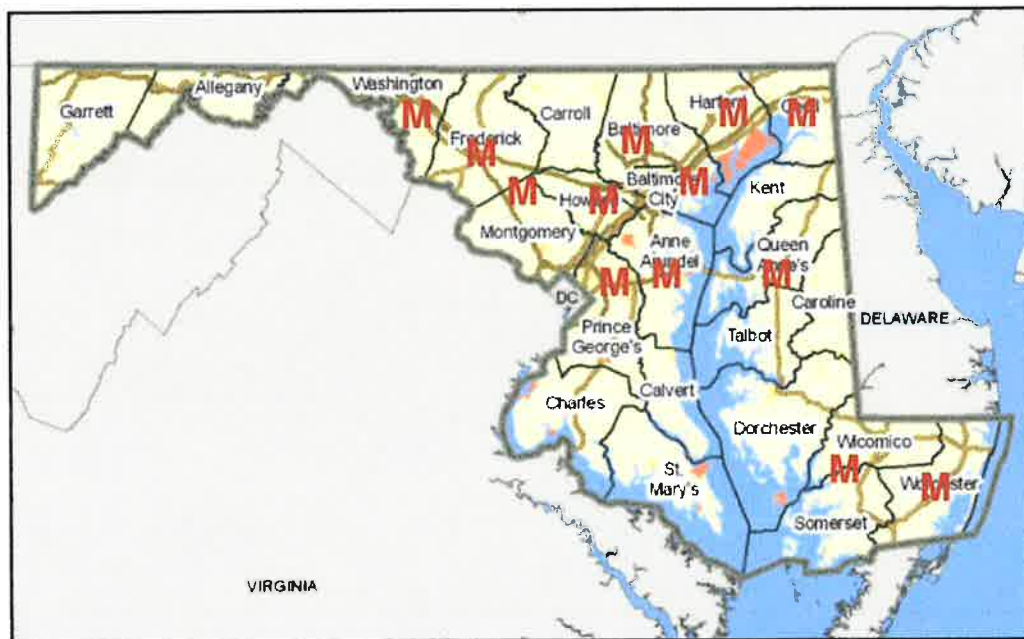 Washington
Allegany
Garrett
M
Carroll
Harford
M
M
Baltimore
M
Frederick
M
Baltimore
City
M
M
Howard
M
Kent
Montgomery
Anne
Arundel
M
M
Queen
Anne's
M
DC
Caroline
DELAWARE
Prince
George's
Talbot
Calvert
Charles
Dorchester
Wicomico
M
St.
Mary's
Worcester
M
Somerset
VIRGINIA